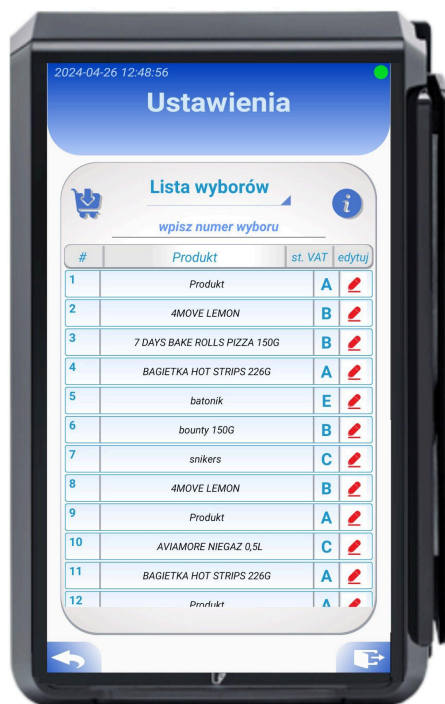 2024-04-26 12:48:56
Ustawienia
Lista wyborów
wpisz numer wyboru
# Produkt st. VAT edytuj
1 Produkt A
2 4MOVE LEMON B
3 7 DAYS BAKE ROLLS PIZZA 150G B
4 BAGIETKA HOT STRIPS 226G A
5 batonik E
6 bounty 150G B
7 snikers C
8 4MOVE LEMON B
9 Produkt A
10 AVIAMORE NIEGAZ 0,5L C
11 BAGIETKA HOT STRIPS 226G A
12 Produkt A